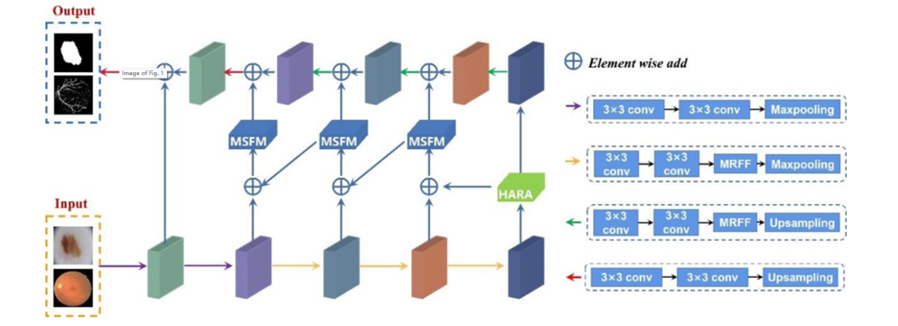 Output
Image of Fig. 1
MSFM
MSFM
MSFM
HARA
Input
Element wise add
3×3 conv
3×3 conv
Maxpooling
3×3
conv
3×3
conv
MRFF
Maxpooling
3×3
conv
3×3
conv
MRFF
Upsampling
3×3 conv
3×3 conv
Upsampling